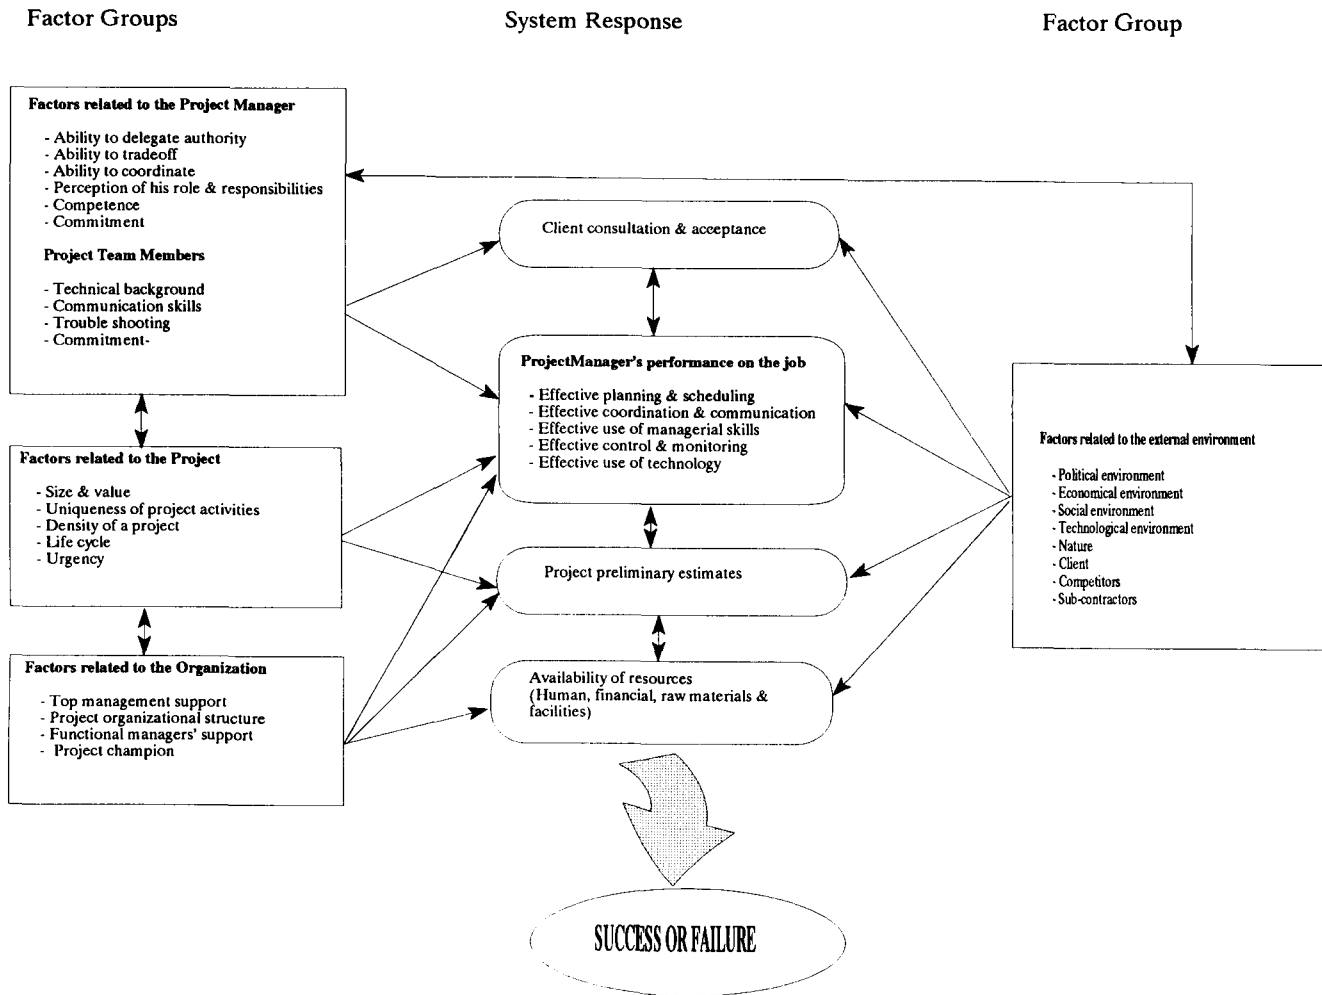 Factor Groups
System Response
Factor Group
Factors related to the Project Manager
- Ability to delegate authority
- Ability to tradeoff
- Ability to coordinate
- Perception of his role & responsibilities
- Competence
- Commitment
Project Team Members
- Technical background
- Communication skills
- Trouble shooting
- Commitment-
Factors related to the Project
- Size & value
- Uniqueness of project activities
- Density of a project
- Life cycle
- Urgency
Factors related to the Organization
- Top management support
- Project organizational structure
- Functional managers' support
- Project champion
Client consultation & acceptance
ProjectManager's performance on the job
- Effective planning & scheduling
- Effective coordination & communication
- Effective use of managerial skills
- Effective control & monitoring
- Effective use of technology
Project preliminary estimates
Availability of resources
(Human, financial, raw materials &
facilities)
SUCCESS OR FAILURE
Factors related to the external environment
- Political environment
- Economical environment
- Social environment
- Technological environment
- Nature
- Client
- Competitors
- Sub-contractors